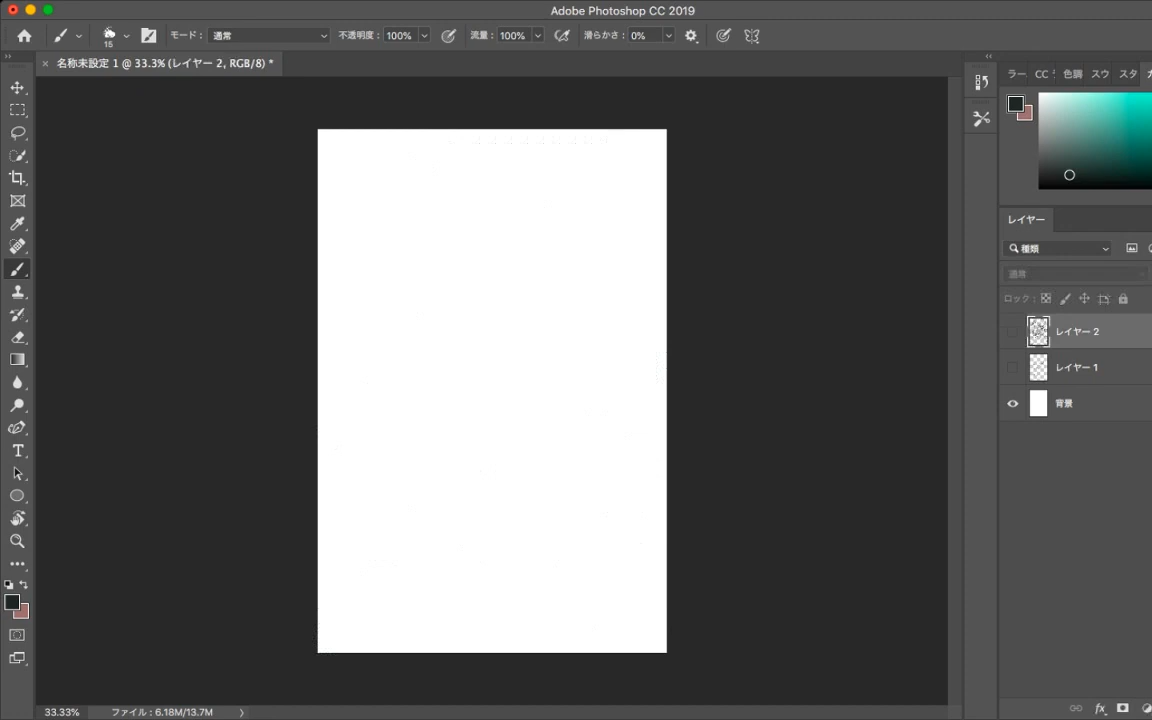 Adobe Photoshop CC 2019
15
モード: 通常
不透明度: 100%
流量: 100%
滑らかさ: 0%
名称未設定 1 @ 33.3% (レイヤー 2, RGB/8) *
ラー CC 色調 スウ スタ
レイヤー
種類
通常
ロック:
レイヤー 2
レイヤー 1
背景
fx
33.33% ファイル : 6.18M/13.7M